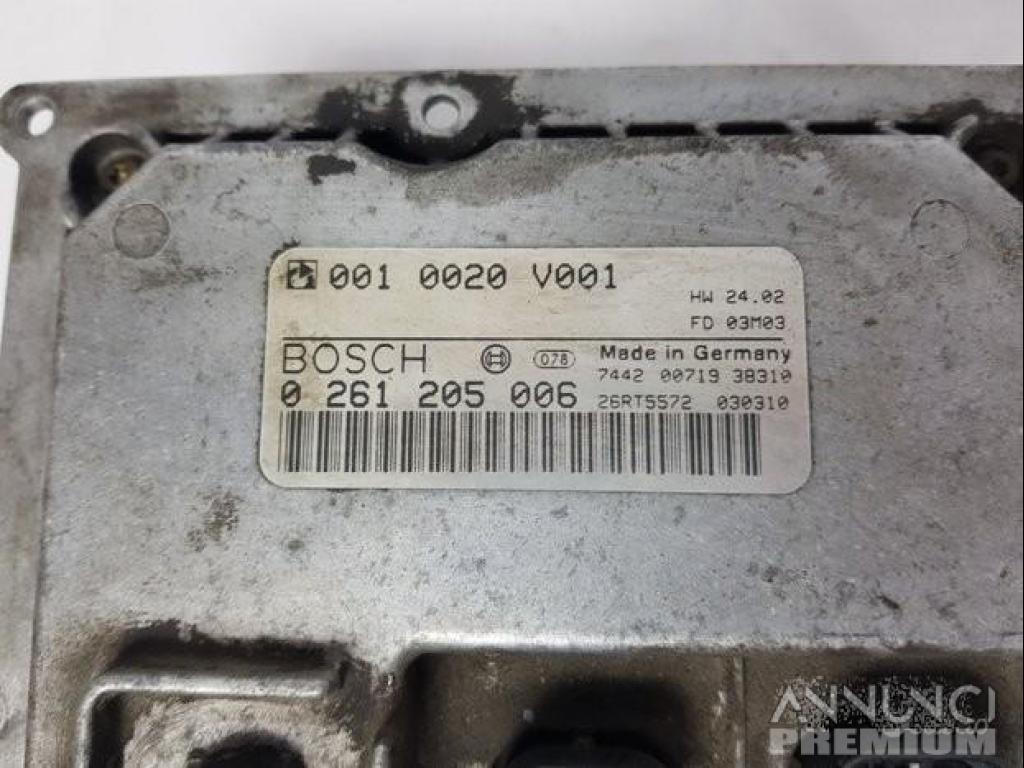 001 0020 V001
HW 24.02
FD 03M03
BOSCH 078 Made in Germany
7442 00719 38310
0 261 205 006 26RT5572 030310
ANNUNCI
PREMIUM